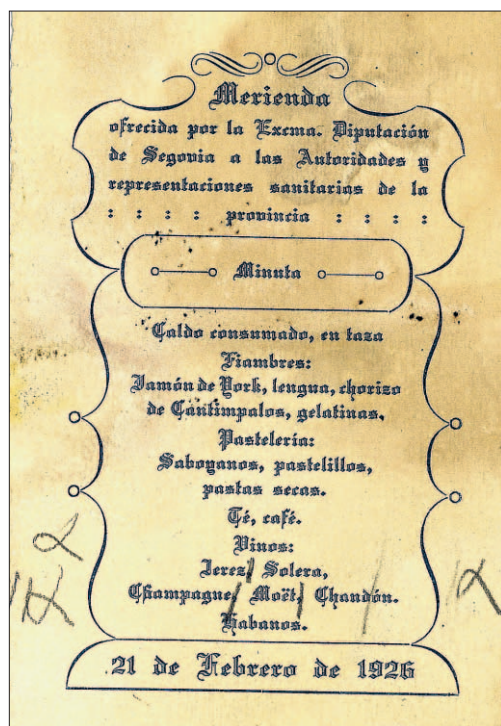 Merienda
ofrecida por la Excma. Diputación
de Segovia a las Autoridades y
representaciones sanitarias de la
: : : : provincia : : : :
Minuta
Caldo consumado, en taza
Fiambres:
Jamón de York, lengua, chorizo
de Cantimpalos, gelatinas.
Pastelería:
Saboyanos, pastelillos,
pastas secas.
Té, café.
Vinos:
Jerez, Solera,
Champagne, Moët, Chandón.
Habanos.
21 de Febrero de 1926